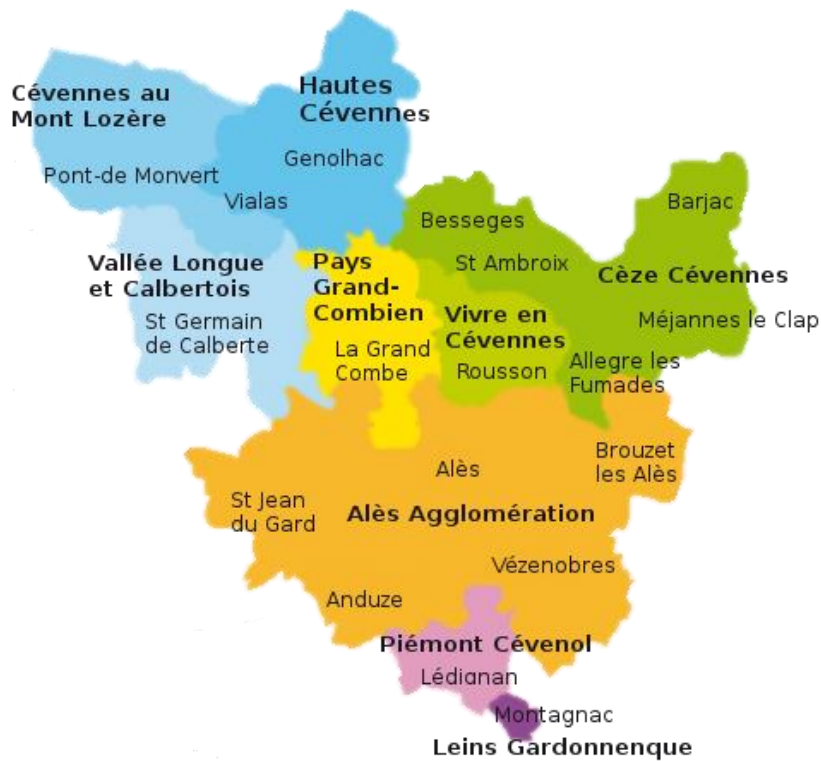 Hautes
Cévennes
Cévennes au
Mont Lozère
Genolhac
Pont-de Monvert
Vialas
Barjac
Besseges
Vallée Longue
et Calbertois
Pays
Grand-
Combien
St Ambroix
Cèze Cévennes
St Germain
de Calberte
Vivre en
Cévennes
Méjannes le Clap
La Grand
Combe
Rousson
Allegre les
Fumades
Brouzet
les Alès
Alès
St Jean
du Gard
Alès Agglomération
Vézenobres
Anduze
Piémont Cévenol
Lédignan
Montagnac
Leins Gardonnenque